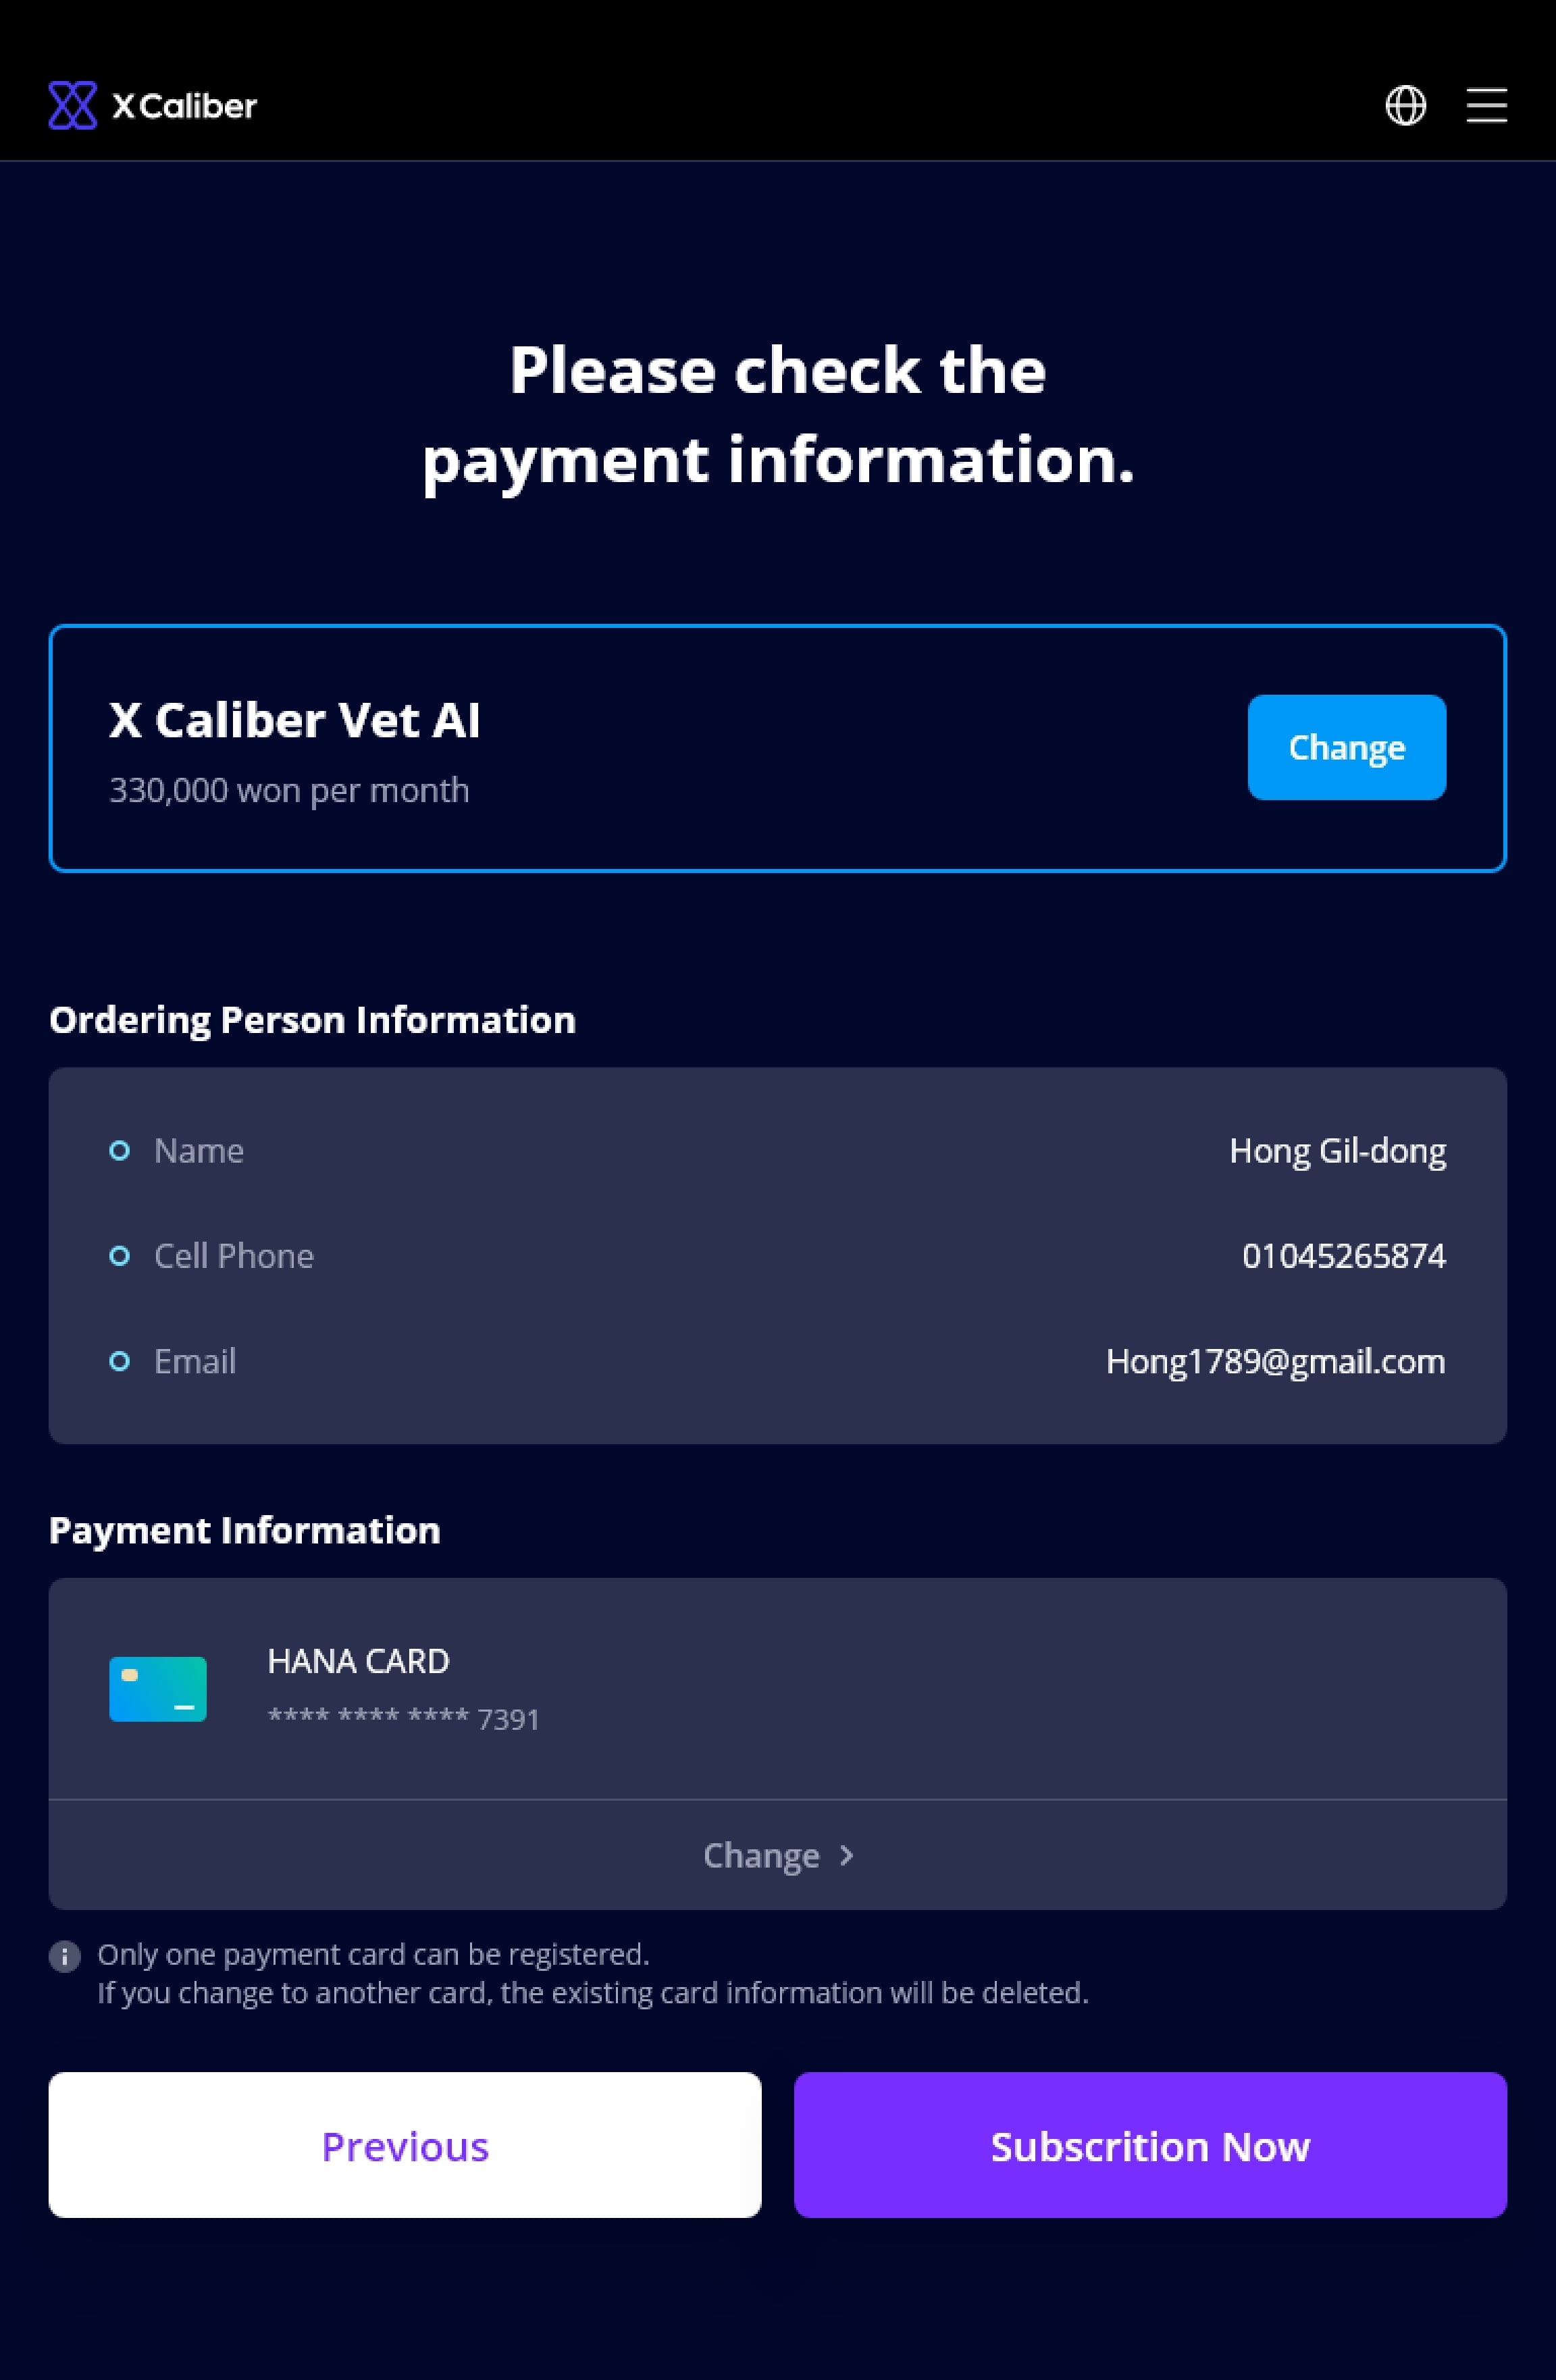 X Caliber
Please check the
payment information.
X Caliber Vet AI
330,000 won per month
Change
Ordering Person Information
Name
Hong Gil-dong
Cell Phone
01045265874
Email
Hong1789@gmail.com
Payment Information
HANA CARD
**** **** **** 7391
Change
Only one payment card can be registered.
If you change to another card, the existing card information will be deleted.
Previous
Subscrition Now